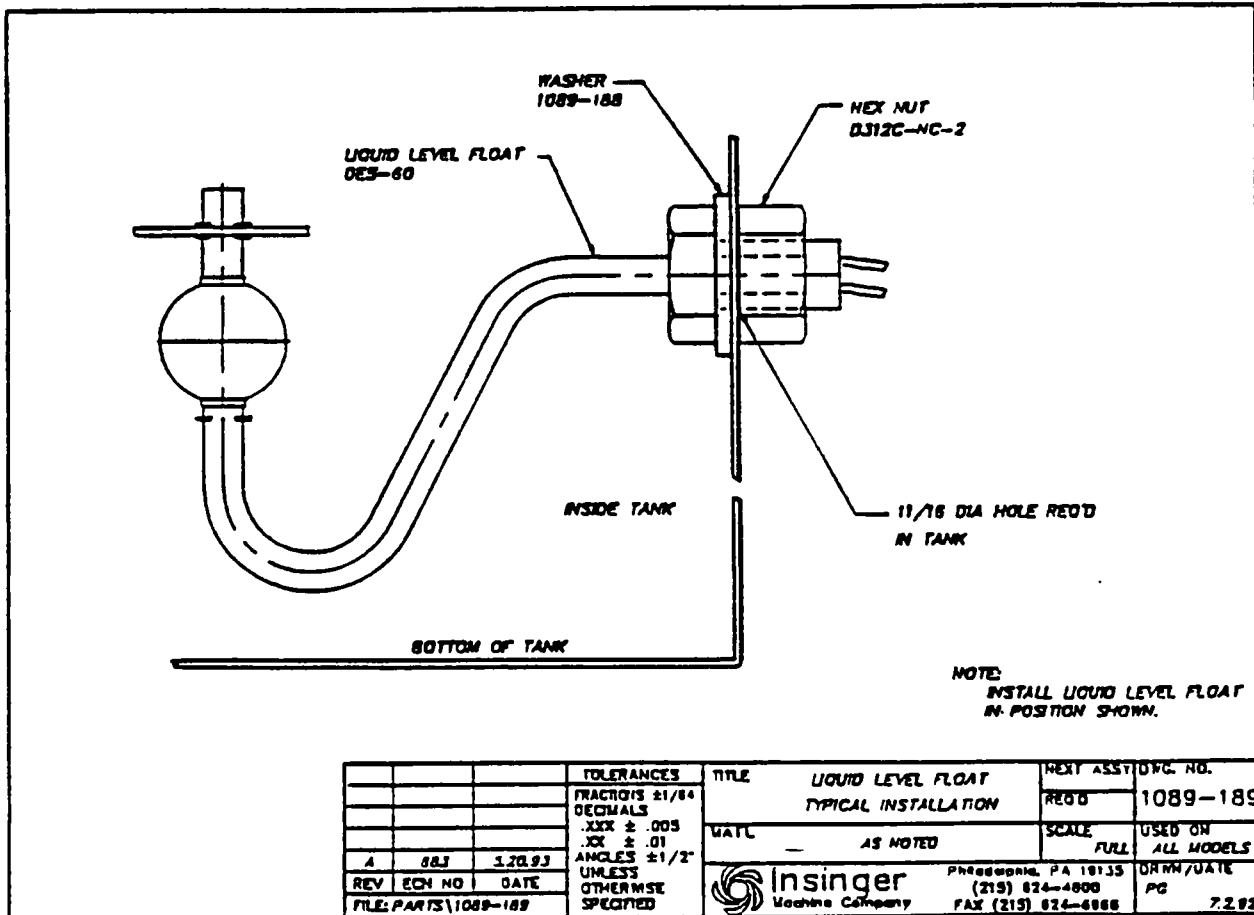 WASHER
1089-188
HEX NUT
D312C-NC-2
LIQUID LEVEL FLOAT
DES-60
INSIDE TANK
11/16 DIA HOLE REQ'D
IN TANK
BOTTOM OF TANK
NOTE:
INSTALL LIQUID LEVEL FLOAT
IN POSITION SHOWN.
TOLERANCES
FRACTIONS ±1/64
DECIMALS
.XXX ± .005
.XX ± .01
ANGLES ±1/2°
UNLESS
OTHERWISE
SPECIFIED
TITLE
LIQUID LEVEL FLOAT
TYPICAL INSTALLATION
NEXT ASSY
REQ'D
DWG. NO.
1089-189
MAT'L
AS NOTED
SCALE
FULL
USED ON
ALL MODELS
A 883 5.20.93
REV ECN NO DATE
FILE: PARTS\1089-189
Insinger
Machine Company
Philadelphia, PA 19135
(215) 624-4800
FAX (215) 624-6966
DRWN/DATE
PG
7.2.92